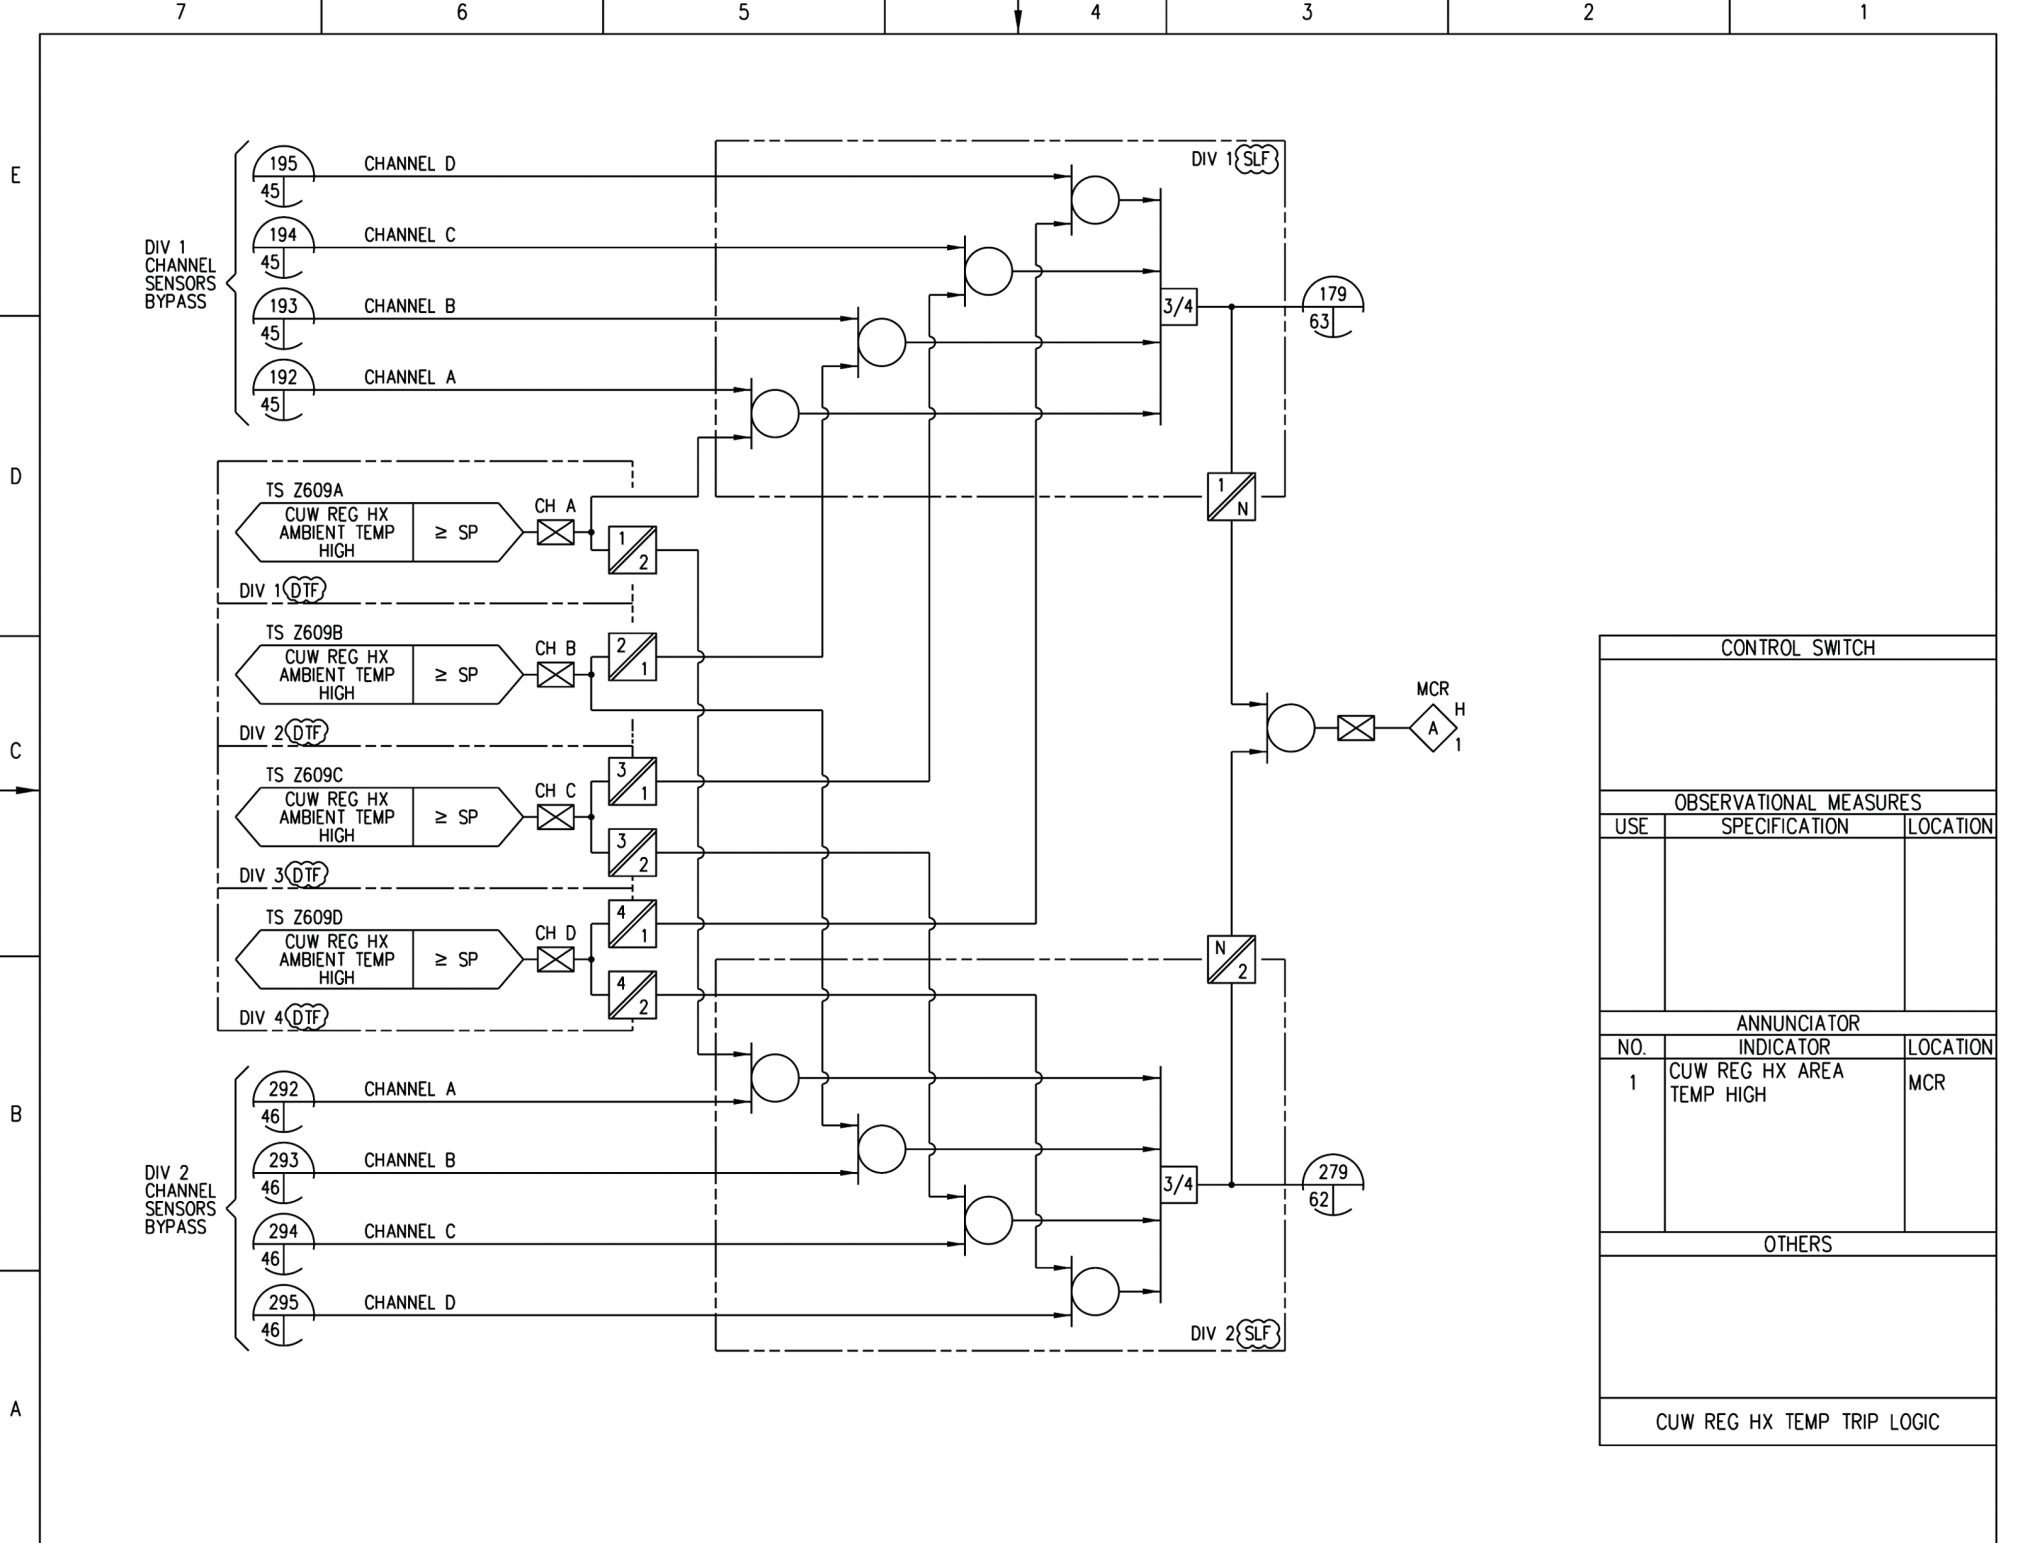 7 6 5 4 3 2 1
E
D
C
B
A
195
45
CHANNEL D
194
45
CHANNEL C
193
45
CHANNEL B
192
45
CHANNEL A
DIV 1
CHANNEL
SENSORS
BYPASS
DIV 1 SLF
3/4
179
63
1
N
TS Z609A
CUW REG HX
AMBIENT TEMP
HIGH
≥ SP
CH A
1
2
DIV 1 DTF
TS Z609B
CUW REG HX
AMBIENT TEMP
HIGH
≥ SP
CH B
2
1
DIV 2 DTF
TS Z609C
CUW REG HX
AMBIENT TEMP
HIGH
≥ SP
CH C
3
1
3
2
DIV 3 DTF
TS Z609D
CUW REG HX
AMBIENT TEMP
HIGH
≥ SP
CH D
4
1
4
2
DIV 4 DTF
MCR
H
A
1
N
2
292
46
CHANNEL A
293
46
CHANNEL B
294
46
CHANNEL C
295
46
CHANNEL D
DIV 2
CHANNEL
SENSORS
BYPASS
3/4
279
62
DIV 2 SLF
CONTROL SWITCH
OBSERVATIONAL MEASURES
USE SPECIFICATION LOCATION
ANNUNCIATOR
NO. INDICATOR LOCATION
1 CUW REG HX AREA
TEMP HIGH
MCR
OTHERS
CUW REG HX TEMP TRIP LOGIC